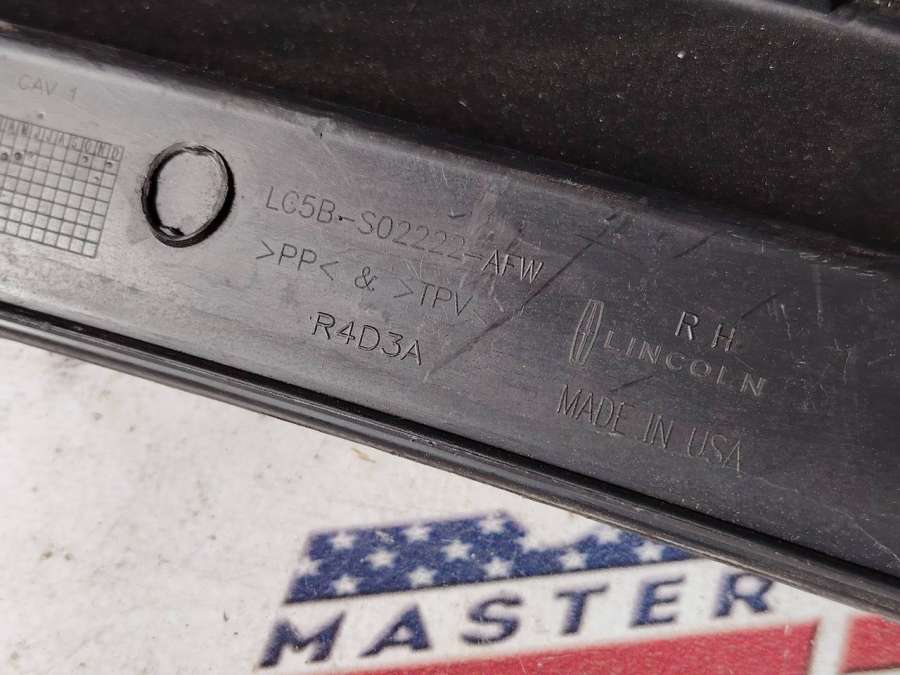 CAV 1
LC5B-S02222-AFW
>PP< & >TPV<
R4D3A
RH
LINCOLN
MADE IN USA
MASTER